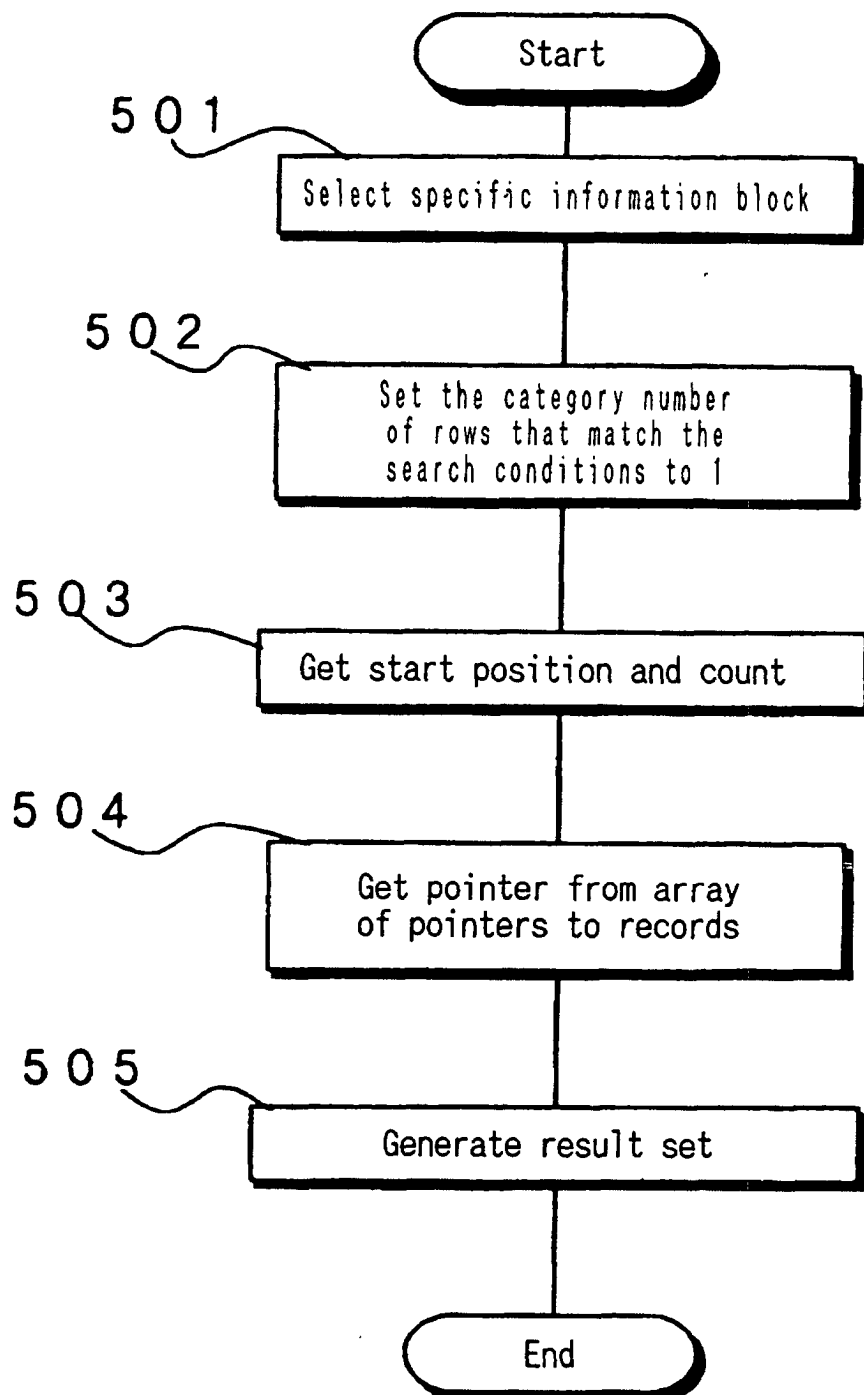 Start
501
Select specific information block
502
Set the category number
of rows that match the
search conditions to 1
503
Get start position and count
504
Get pointer from array
of pointers to records
505
Generate result set
End